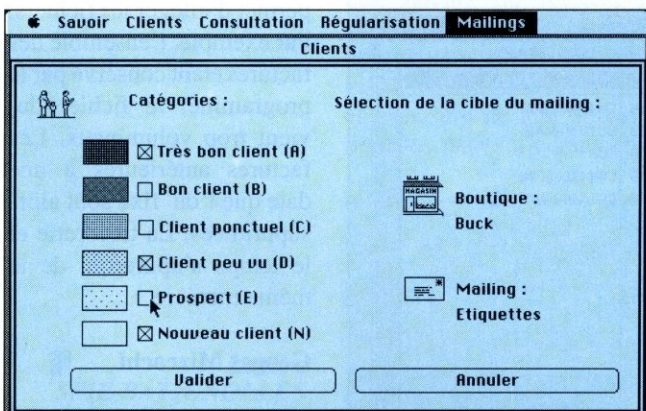 Savoir Clients Consultation Régularisation Mailings
Clients
Catégories :
Très bon client (A)
Bon client (B)
Client ponctuel (C)
Client peu vu (D)
Prospect (E)
Nouveau client (N)
Sélection de la cible du mailing :
MAGASIN
Boutique :
Buck
Mailing :
Etiquettes
Valider
Annuler